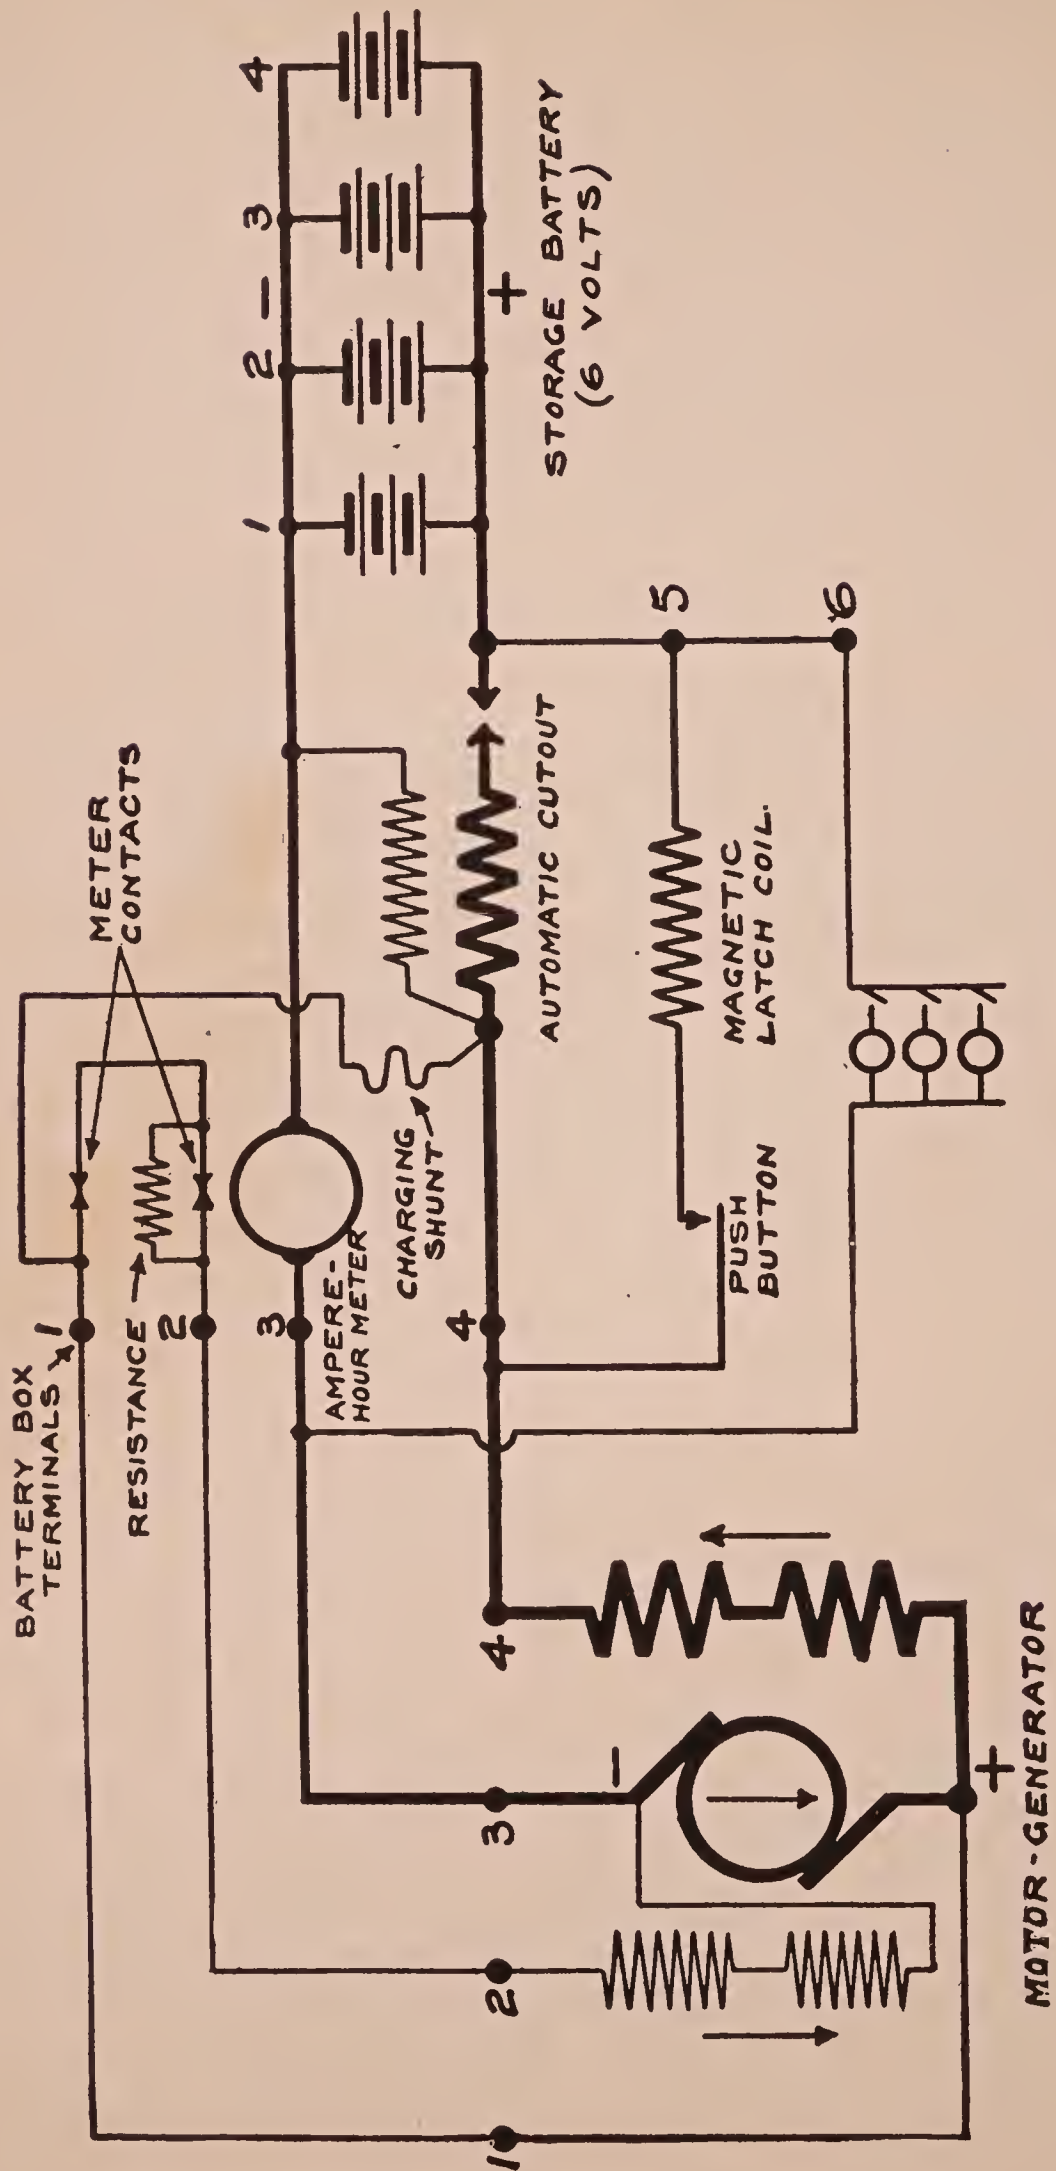 BATTERY BOX
TERMINALS
1
RESISTANCE
2
3
AMPERE-
HOUR METER
METER
CONTACTS
CHARGING
SHUNT
4
AUTOMATIC CUTOUT
1
2
–
3
4
+
STORAGE BATTERY
(6 VOLTS)
5
6
MAGNETIC
LATCH COIL.
PUSH
BUTTON
1
2
3
4
–
+
MOTOR-GENERATOR